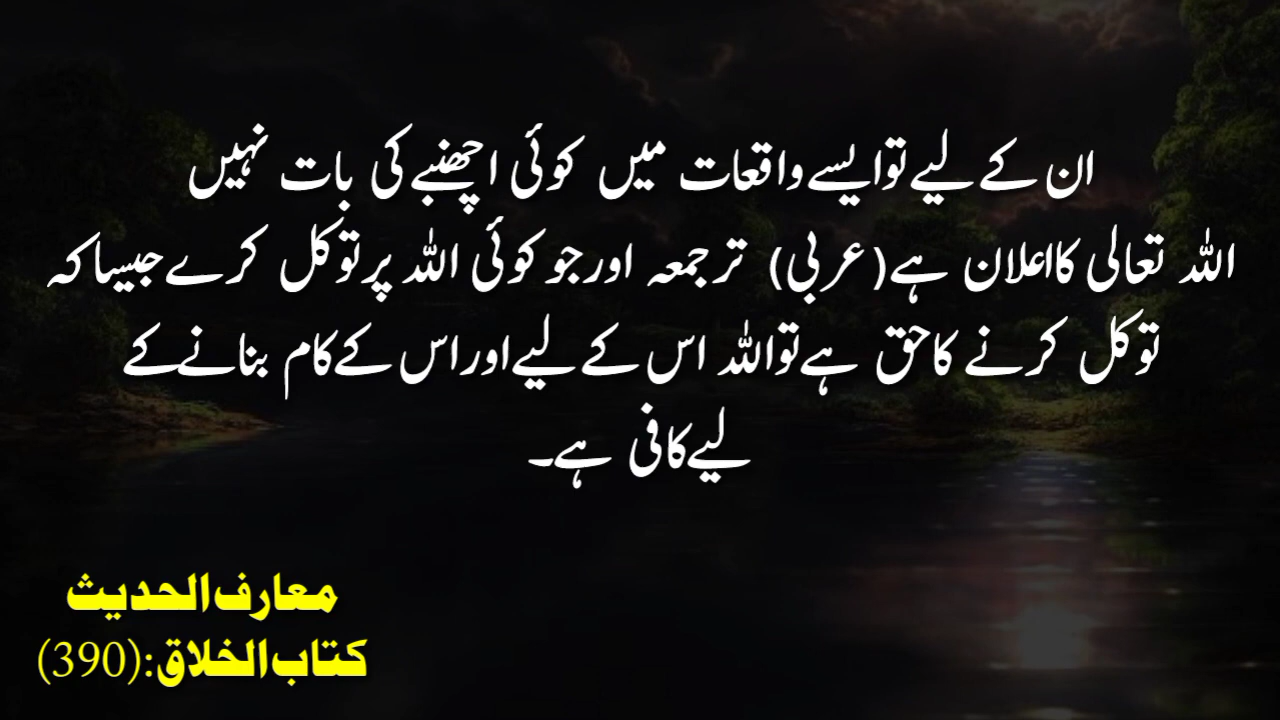 ان کے لیے تو ایسے واقعات میں کوئی اچھنبے کی بات نہیں
اللہ تعالی کا اعلان ہے (عربی) ترجمہ اور جو کوئی اللہ پر توکل کرے جیسا کہ
توکل کرنے کا حق ہے تو اللہ اس کے لیے اور اس کے کام بنانے کے
لیے کافی ہے۔
معارف الحدیث
کتاب الخلاق:(390)